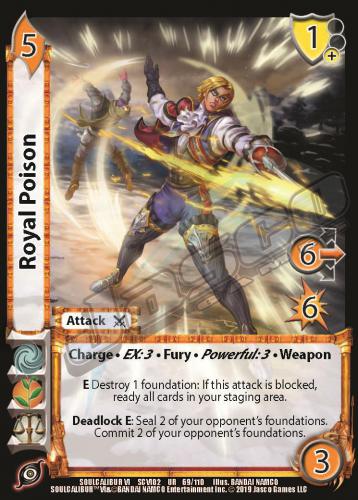 5
1
+
Royal Poison
6
6
Attack
Charge • EX: 3 • Fury • Powerful: 3 • Weapon
E Destroy 1 foundation: If this attack is blocked,
ready all cards in your staging area.
Deadlock E: Seal 2 of your opponent's foundations.
Commit 2 of your opponent's foundations.
3
SOULCALIBUR VI SCVI02 UR 69/110 Illus. BANDAI NAMCO
SOULCALIBUR™VI&©BANDAI NAMCO Entertainment Inc. © 2019 Jasco Games LLC